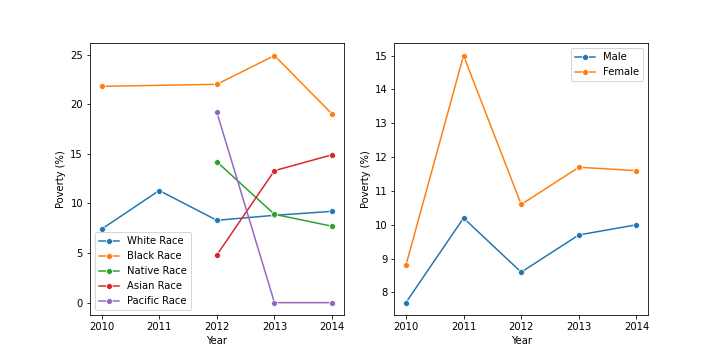 25
20
15
10
5
0
Poverty (%)
White Race
Black Race
Native Race
Asian Race
Pacific Race
2010
2011
2012
2013
2014
Year
15
14
13
12
11
10
9
8
Poverty (%)
Male
Female
2010
2011
2012
2013
2014
Year